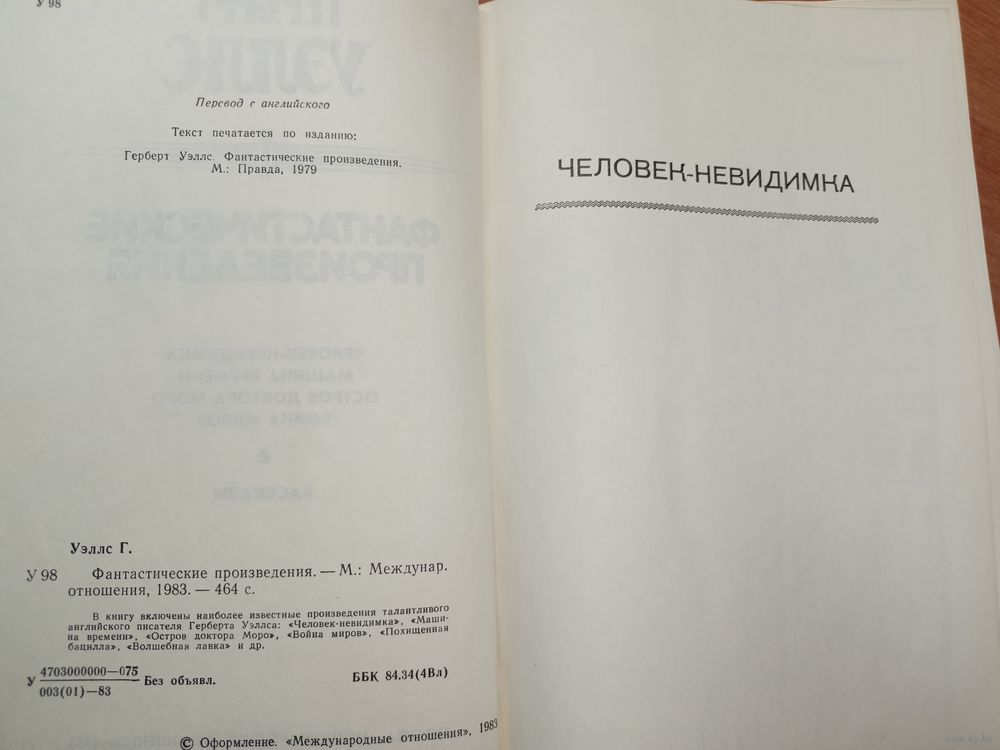 У 98
Перевод с английского
Текст печатается по изданию:
Герберт Уэллс. Фантастические произведения.
М.: Правда, 1979
Уэллс Г.
У 98 Фантастические произведения. — М.: Междунар.
отношения, 1983. — 464 с.
В книгу включены наиболее известные произведения талантливого
английского писателя Герберта Уэллса: «Человек-невидимка», «Маши-
на времени», «Остров доктора Моро», «Война миров», «Похищенная
бацилла», «Волшебная лавка» и др.
У 4703000000—075
003(01)—83
Без объявл.
ББК 84.34(4Вл)
© Оформление. «Международные отношения», 1983
ЧЕЛОВЕК-НЕВИДИМКА
www.av.by